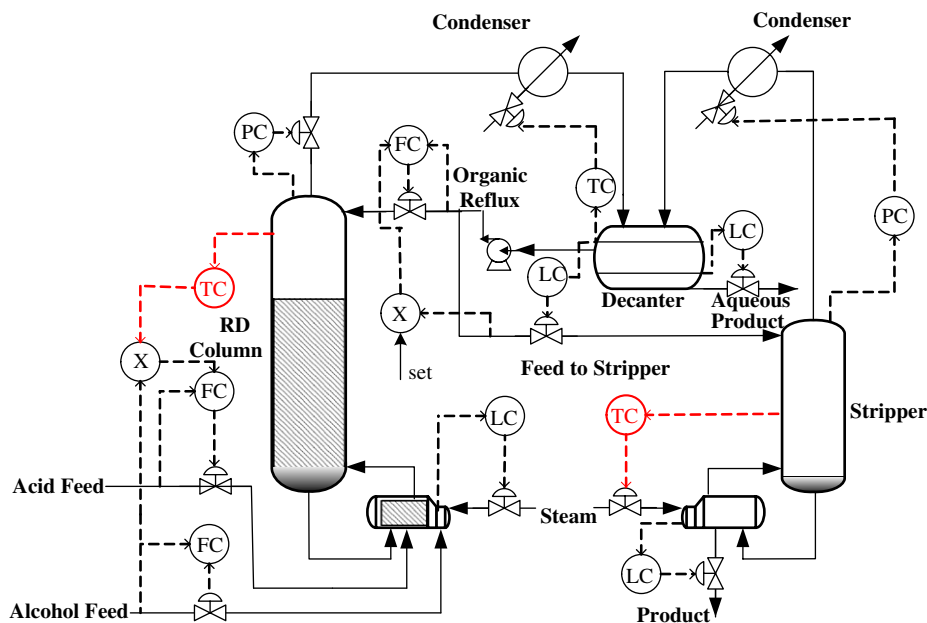 Condenser
Condenser
PC
FC
Organic
Reflux
TC
PC
LC
LC
TC
Decanter
Aqueous
Product
RD
Column
X
X
set
Feed to Stripper
FC
LC
TC
Stripper
Acid Feed
Steam
FC
LC
Alcohol Feed
Product